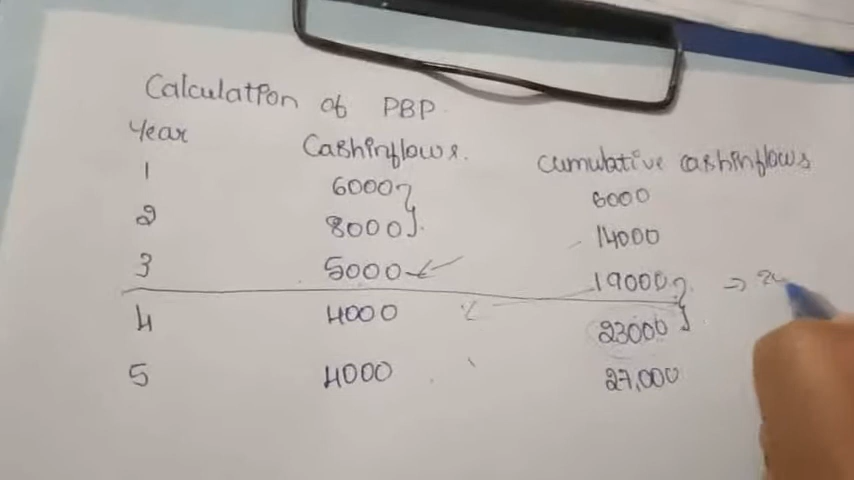 Calculation of PBP
Year Cashinflows. Cumulative cashinflows
1 6000 6000
2 8000 14000
3 5000 19000 ⇒
4 4000 23000
5 4000 27,000